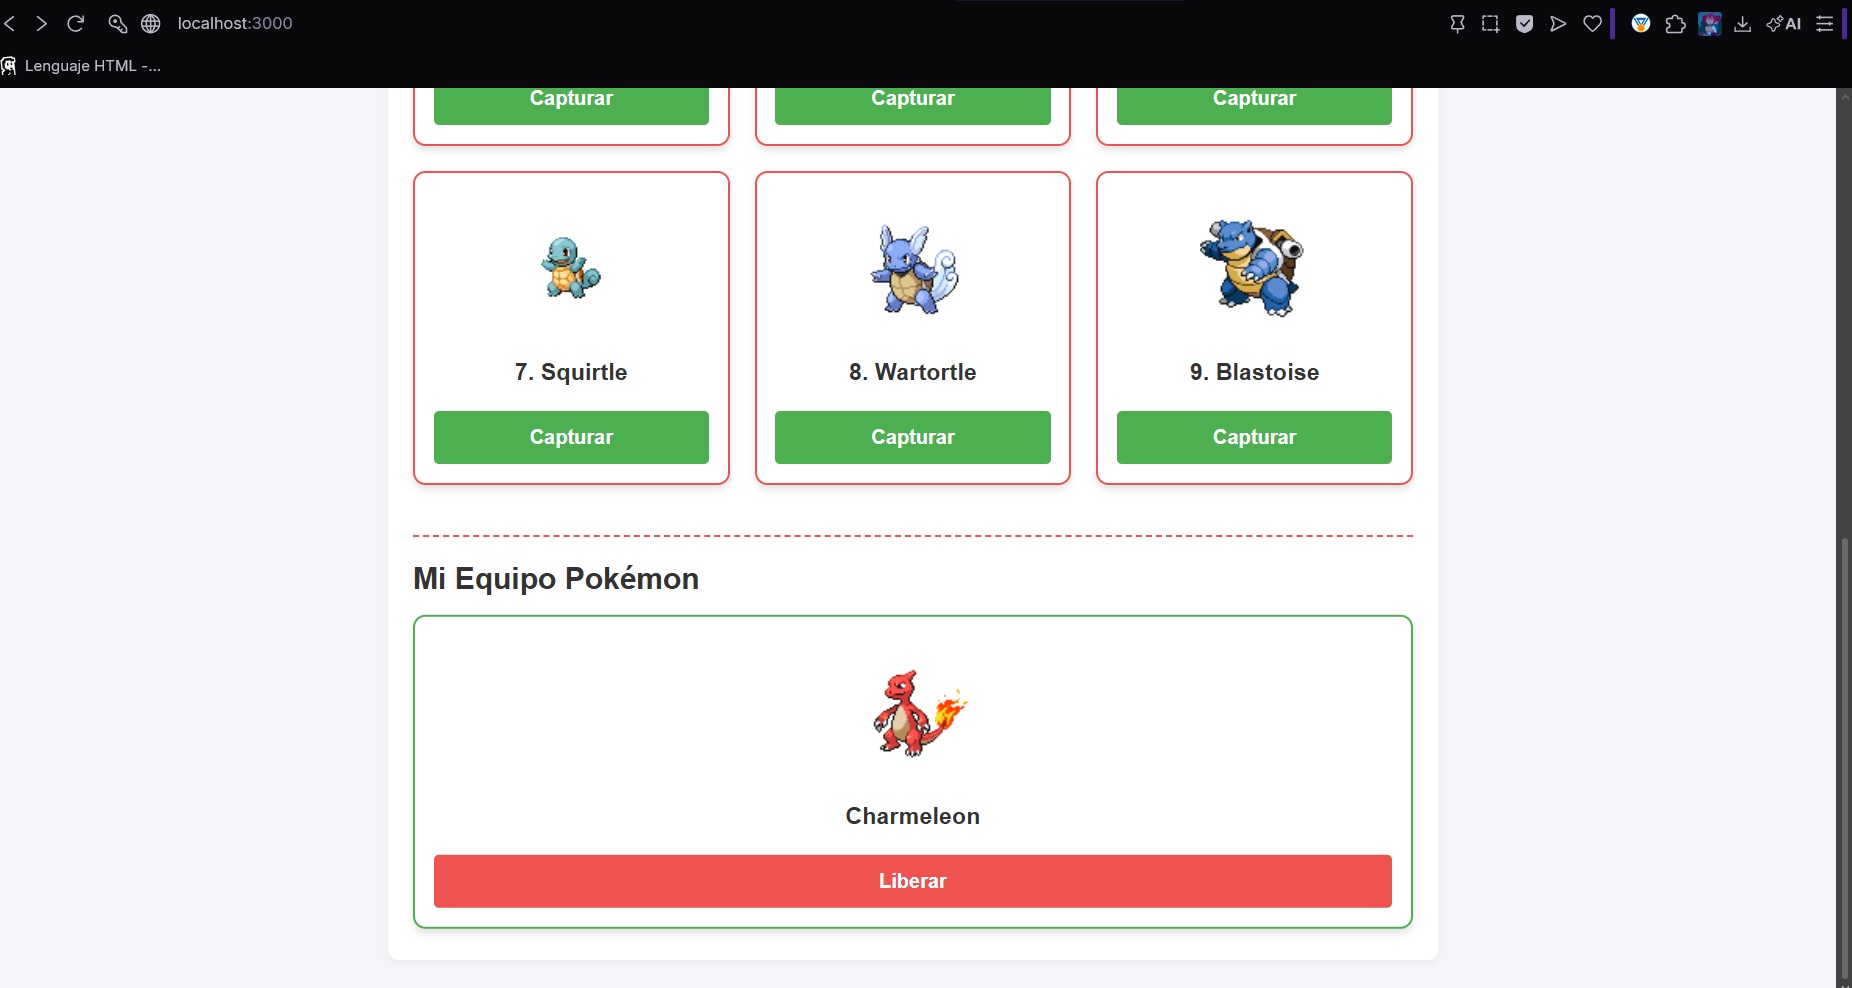 localhost:3000
AI
Lenguaje HTML -...
Capturar Capturar Capturar
7. Squirtle 8. Wartortle 9. Blastoise
Capturar Capturar Capturar
Mi Equipo Pokémon
Charmeleon
Liberar